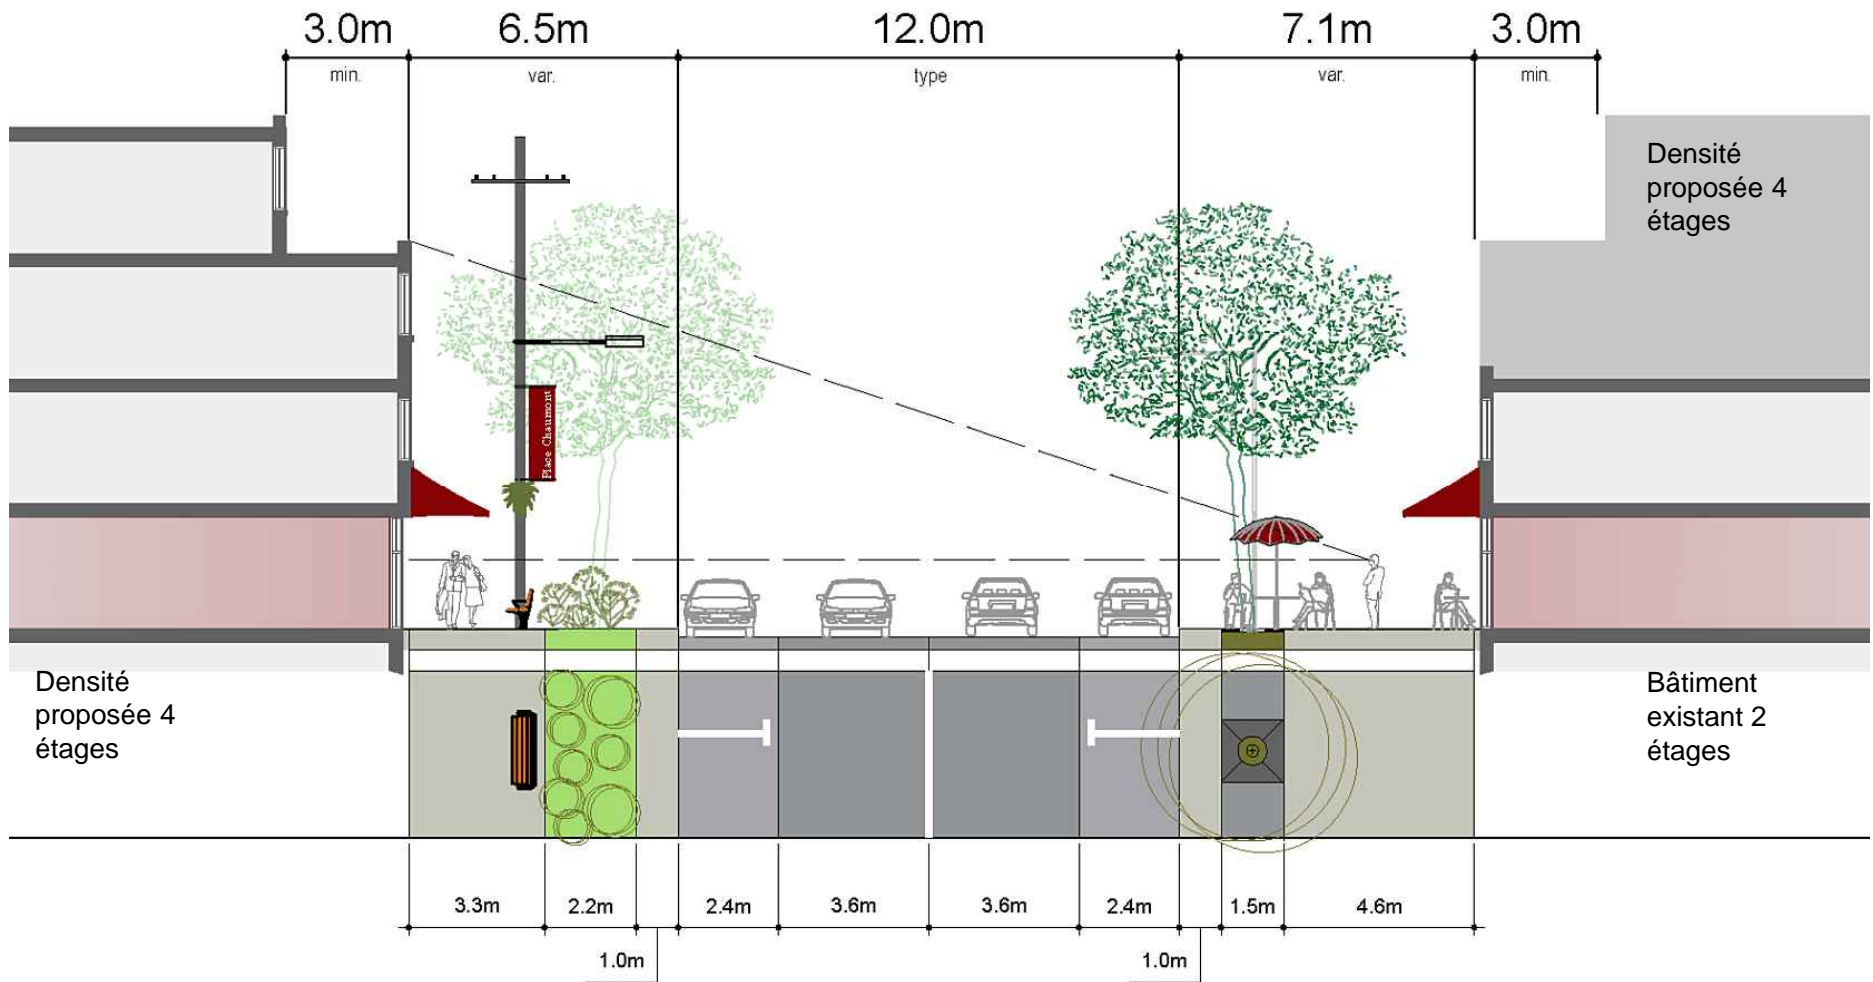 3.0m 6.5m 12.0m 7.1m 3.0m
min. var. type var. min.
Densité
proposée 4
étages
Place Chaumont
Densité
proposée 4
étages
Bâtiment
existant 2
étages
3.3m 2.2m 2.4m 3.6m 3.6m 2.4m 1.5m 4.6m
1.0m 1.0m